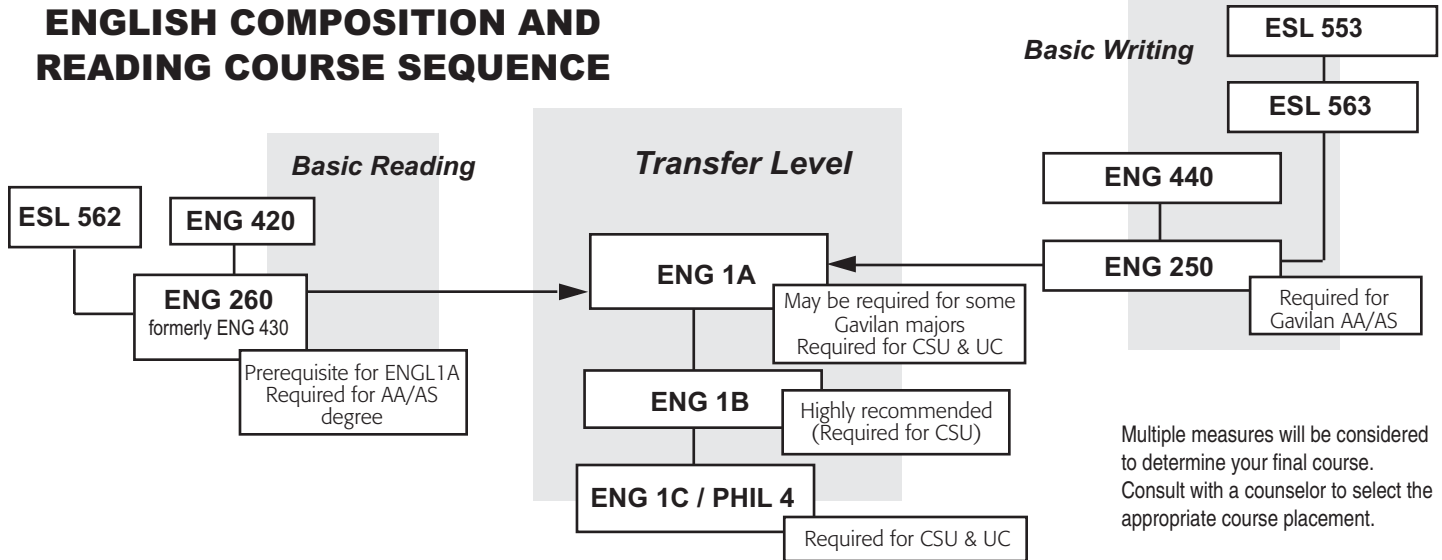 ENGLISH COMPOSITION AND
READING COURSE SEQUENCE
Basic Reading
ESL 562
ENG 420
ENG 260
formerly ENG 430
Prerequisite for ENGL1A
Required for AA/AS
degree
Transfer Level
ENG 1A
May be required for some
Gavilan majors
Required for CSU & UC
ENG 1B
Highly recommended
(Required for CSU)
ENG 1C / PHIL 4
Required for CSU & UC
Basic Writing
ESL 553
ESL 563
ENG 440
ENG 250
Required for
Gavilan AA/AS
Multiple measures will be considered
to determine your final course.
Consult with a counselor to select the
appropriate course placement.